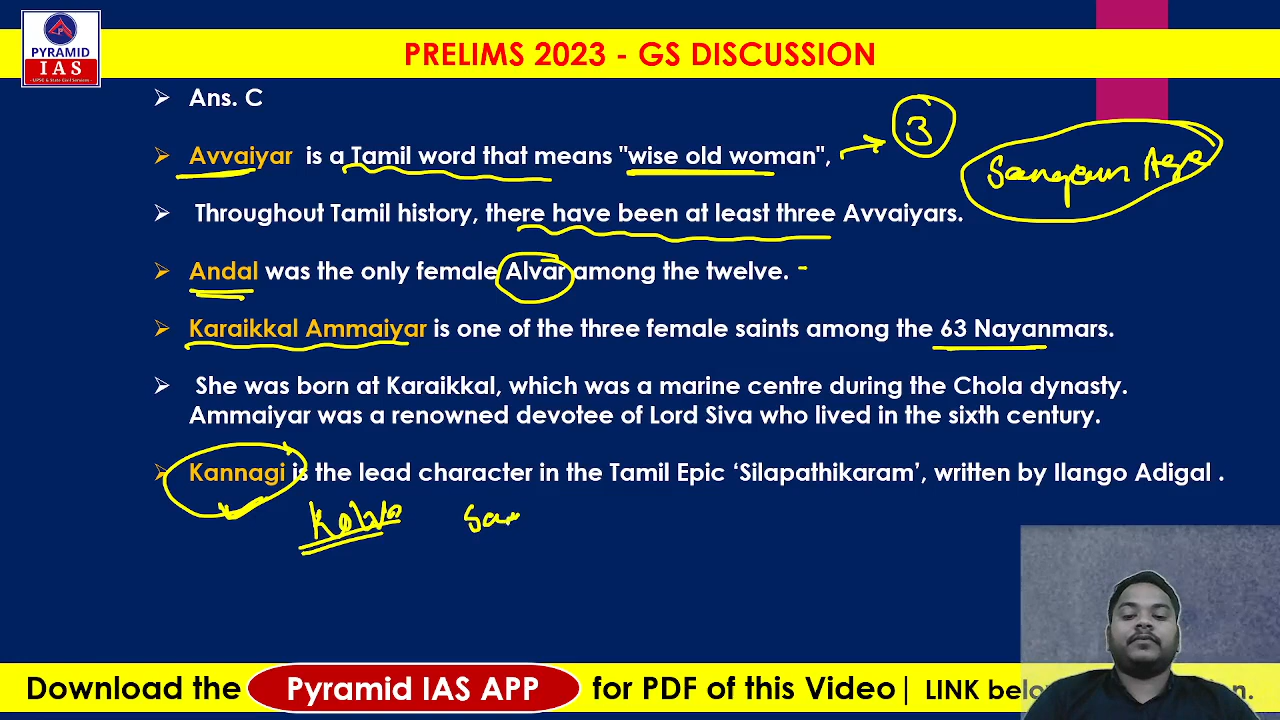 PYRAMID
IAS
PRELIMS 2023 - GS DISCUSSION
Ans. C
Avvaiyar is a Tamil word that means "wise old woman",
3
Sangam Age
Throughout Tamil history, there have been at least three Avvaiyars.
Andal was the only female Alvar among the twelve.
Karaikkal Ammaiyar is one of the three female saints among the 63 Nayanmars.
She was born at Karaikkal, which was a marine centre during the Chola dynasty.
Ammaiyar was a renowned devotee of Lord Siva who lived in the sixth century.
Kannagi is the lead character in the Tamil Epic ‘Silapathikaram’, written by Ilango Adigal .
Download the Pyramid IAS APP for PDF of this Video| LINK